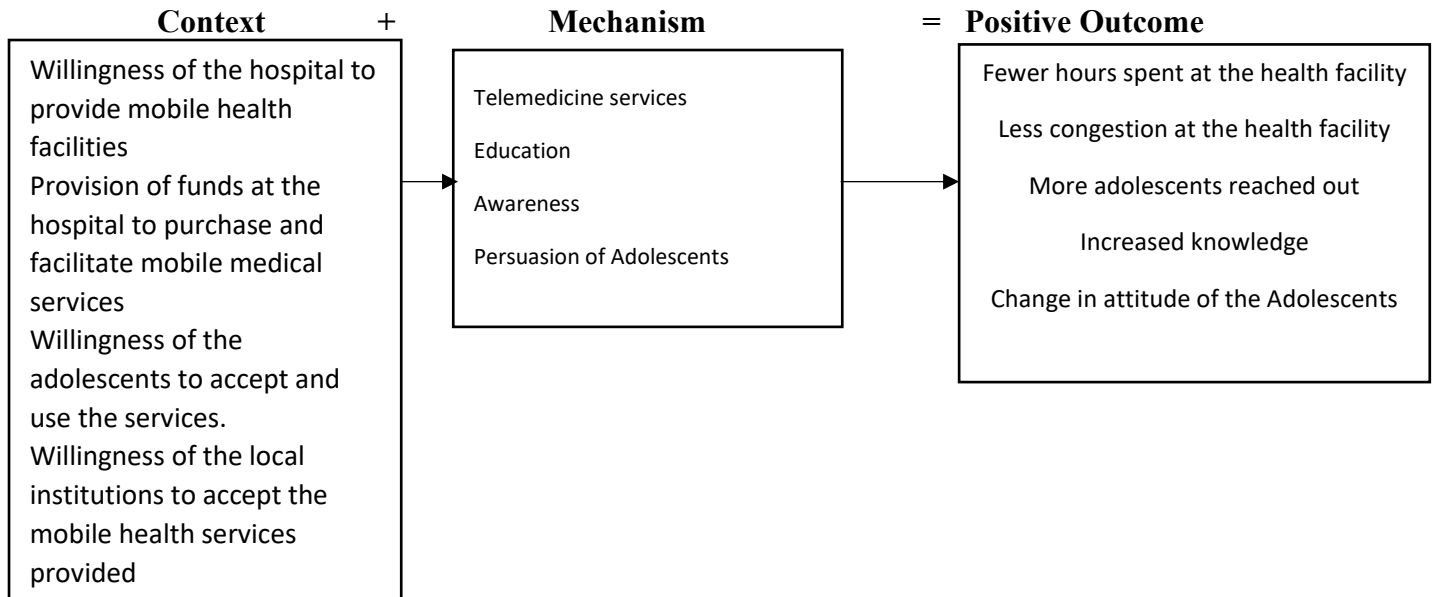 Context + Mechanism = Positive Outcome
Willingness of the hospital to
provide mobile health
facilities
Provision of funds at the
hospital to purchase and
facilitate mobile medical
services
Willingness of the
adolescents to accept and
use the services.
Willingness of the local
institutions to accept the
mobile health services
provided
Telemedicine services
Education
Awareness
Persuasion of Adolescents
Fewer hours spent at the health facility
Less congestion at the health facility
More adolescents reached out
Increased knowledge
Change in attitude of the Adolescents